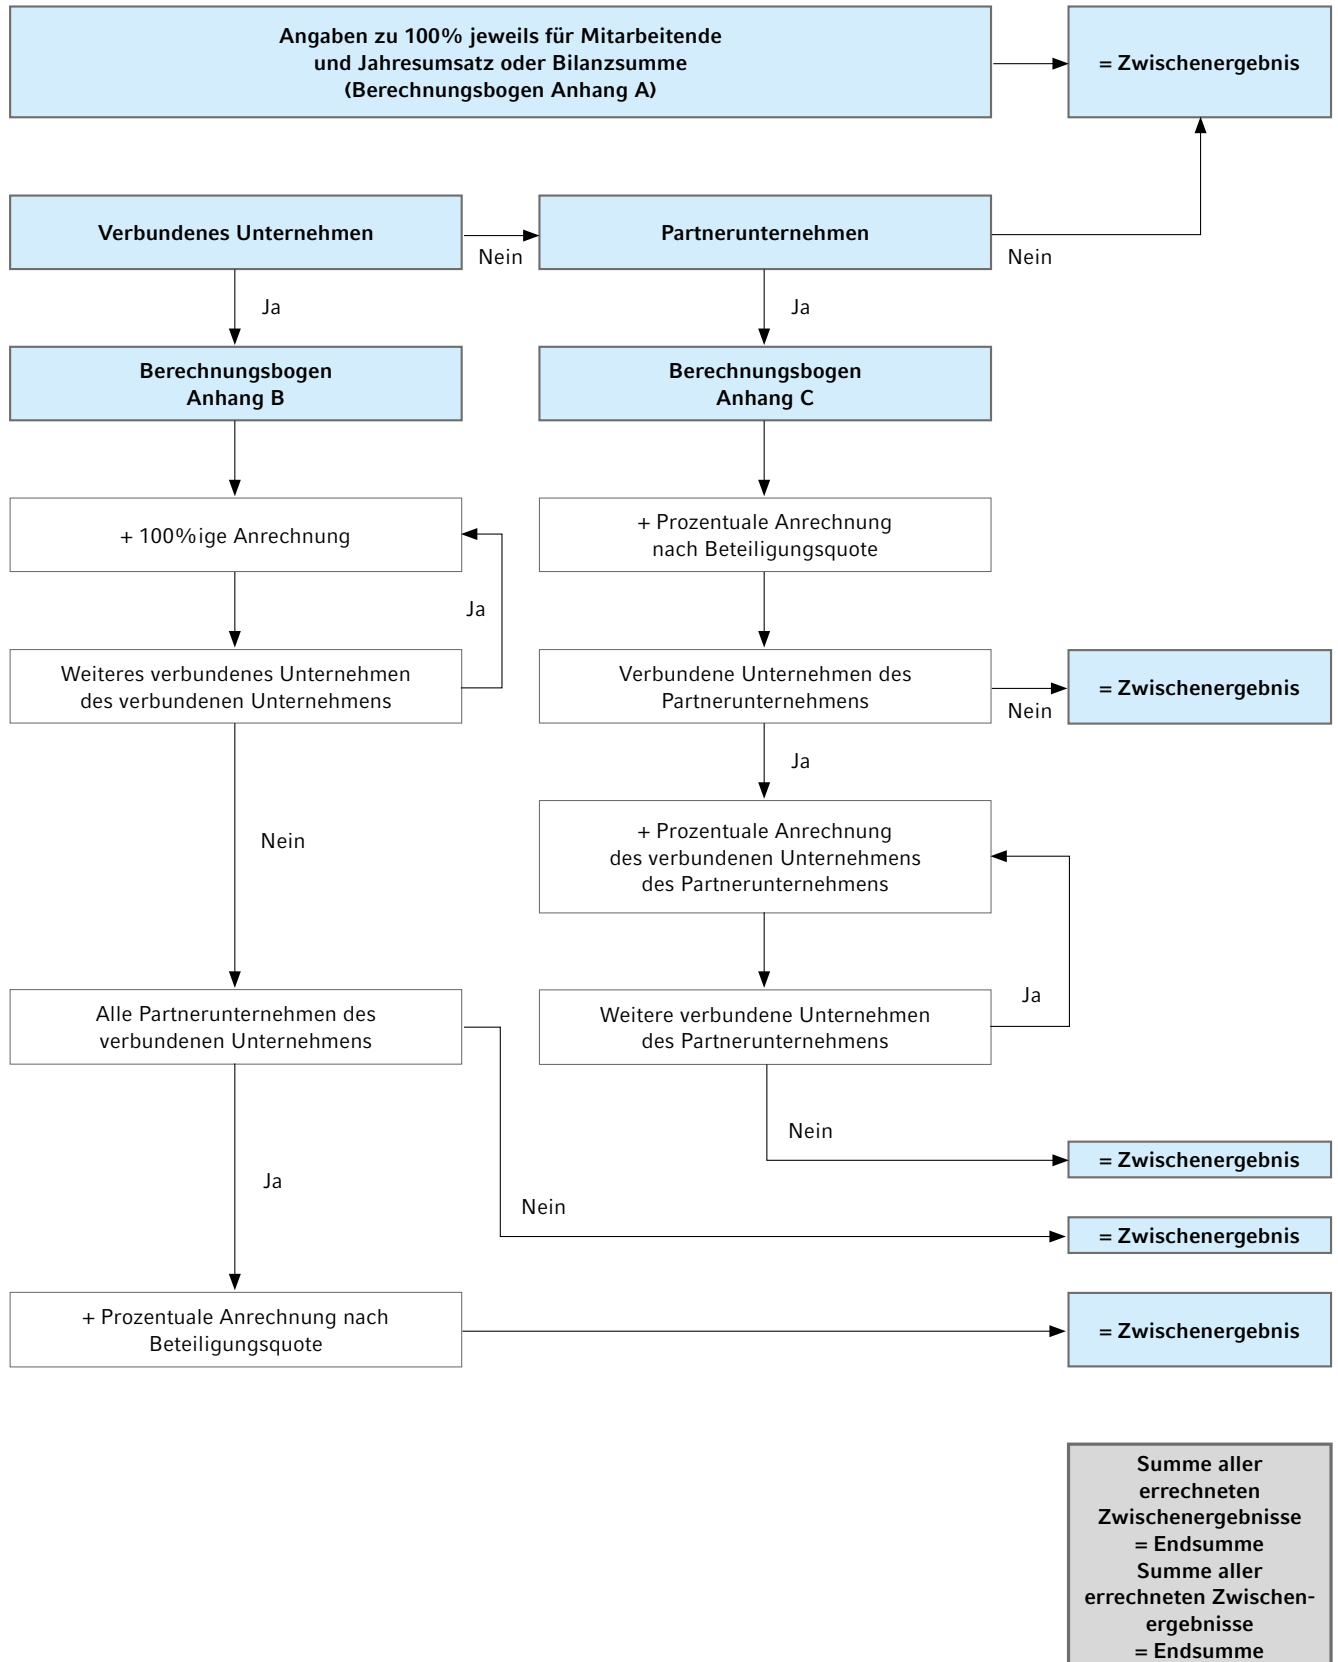 Angaben zu 100% jeweils für Mitarbeitende
und Jahresumsatz oder Bilanzsumme
(Berechnungsbogen Anhang A)
= Zwischenergebnis
Verbundenes Unternehmen
Nein
Partnerunternehmen
Nein
Ja
Ja
Berechnungsbogen
Anhang B
Berechnungsbogen
Anhang C
+ 100%ige Anrechnung
+ Prozentuale Anrechnung
nach Beteiligungsquote
Ja
Weiteres verbundenes Unternehmen
des verbundenen Unternehmens
Verbundene Unternehmen des
Partnerunternehmens
Nein
= Zwischenergebnis
Ja
Nein
+ Prozentuale Anrechnung
des verbundenen Unternehmens
des Partnerunternehmens
Alle Partnerunternehmen des
verbundenen Unternehmens
Weitere verbundene Unternehmen
des Partnerunternehmens
Ja
Nein
= Zwischenergebnis
Ja
Nein
= Zwischenergebnis
+ Prozentuale Anrechnung nach
Beteiligungsquote
= Zwischenergebnis
Summe aller
errechneten
Zwischenergebnisse
= Endsumme
Summe aller
errechneten Zwischen-
ergebnisse
= Endsumme